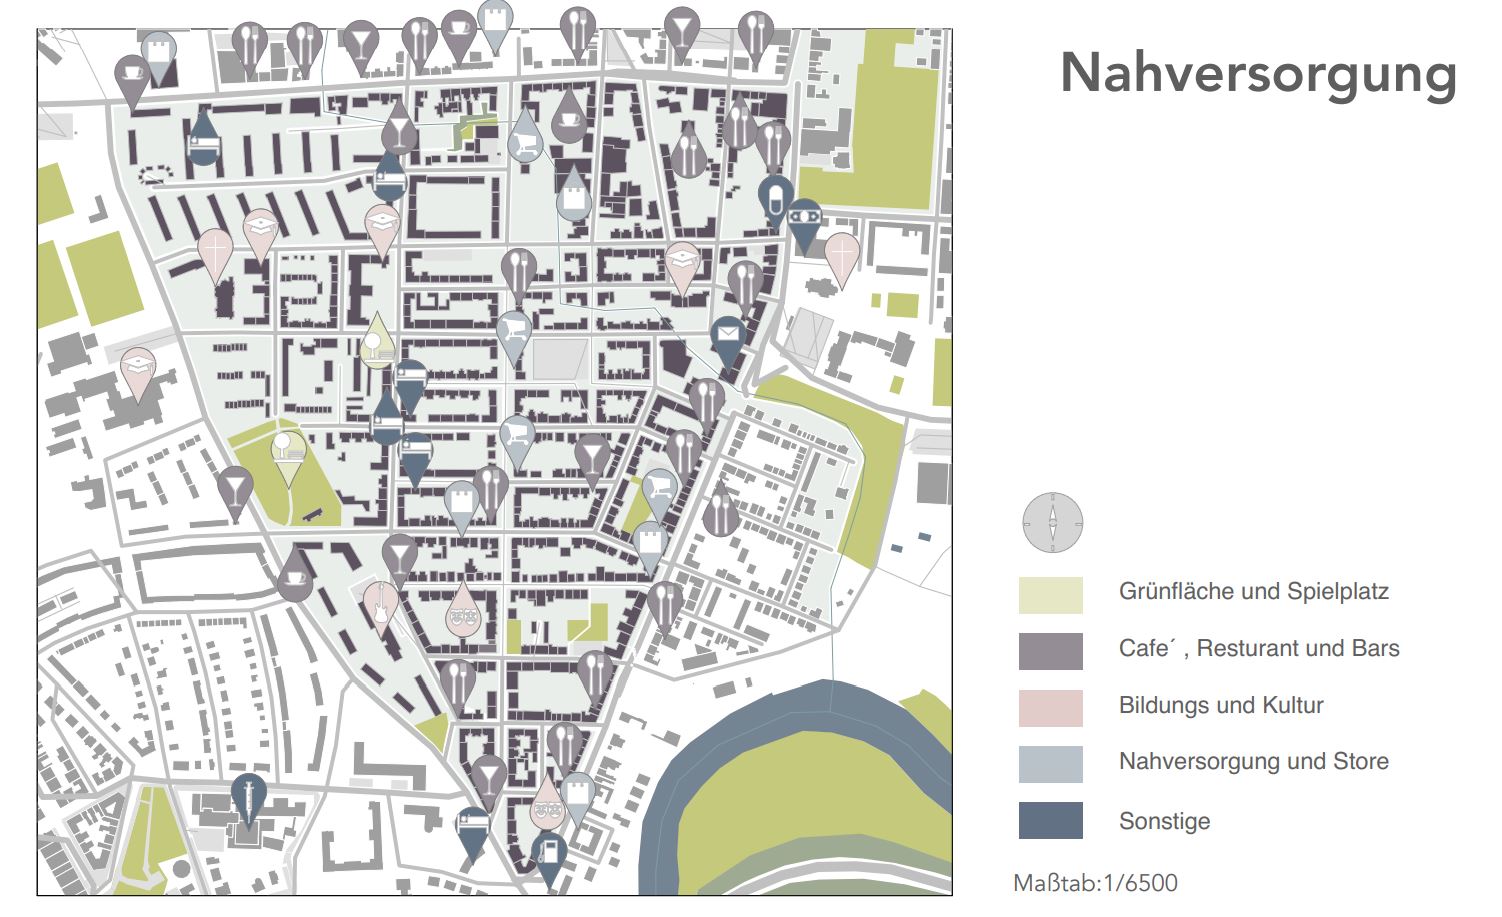 Nahversorgung
Grünfläche und Spielplatz
Cafe´ , Resturant und Bars
Bildungs und Kultur
Nahversorgung und Store
Sonstige
Maßtab:1/6500